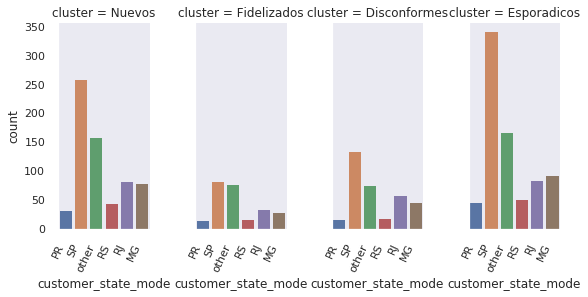 cluster = Nuevos
cluster = Fidelizados
cluster = Disconformes
cluster = Esporadicos
count
350
300
250
200
150
100
50
0
PR SP other RS RJ MG
PR SP other RS RJ MG
PR SP other RS RJ MG
PR SP other RS RJ MG
customer_state_mode
customer_state_mode
customer_state_mode
customer_state_mode